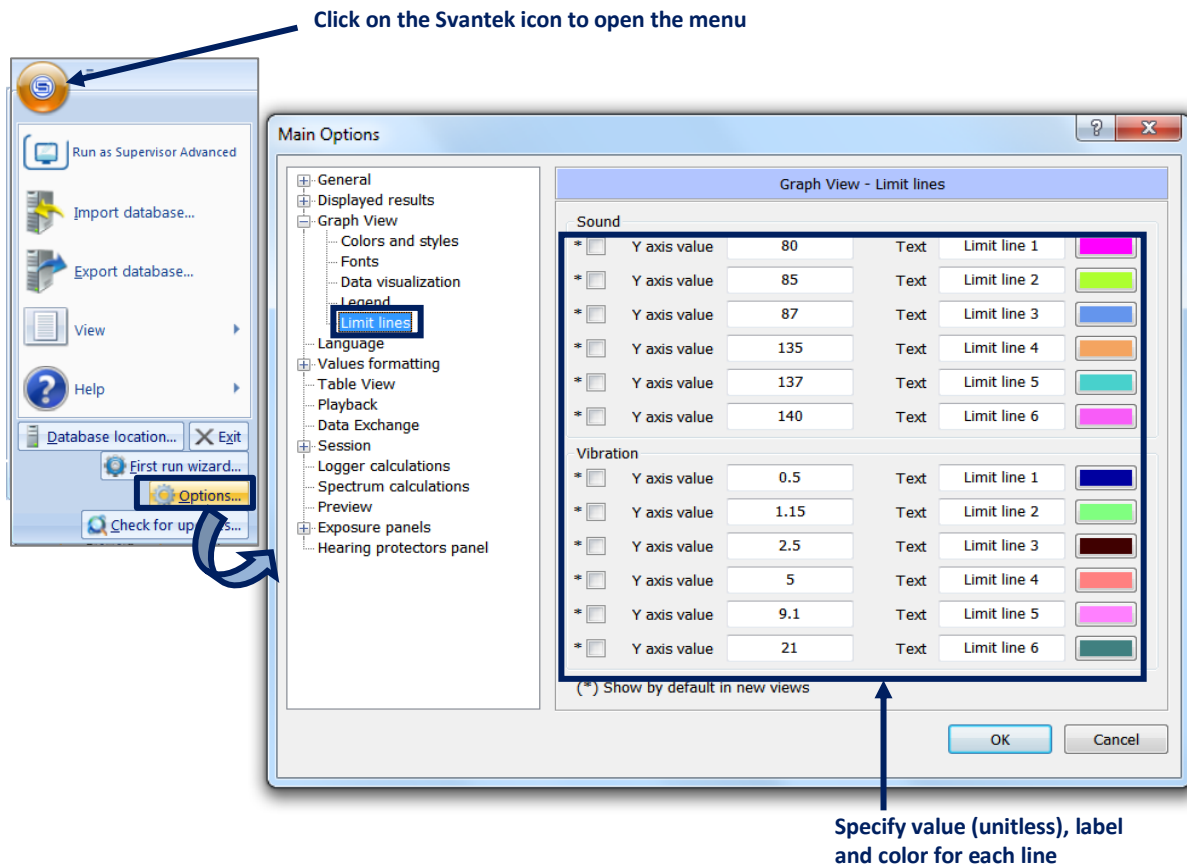 Click on the Svantek icon to open the menu
Run as Supervisor Advanced
Import database...
Export database...
View
Help
Database location...
Exit
First run wizard...
Options...
Check for up
s...
Main Options
General
Displayed results
Graph View
Colors and styles
Fonts
Data visualization
Legend
Limit lines
Language
Values formatting
Table View
Playback
Data Exchange
Session
Logger calculations
Spectrum calculations
Preview
Exposure panels
Hearing protectors panel
Graph View - Limit lines
Sound
* Y axis value 80 Text Limit line 1
* Y axis value 85 Text Limit line 2
* Y axis value 87 Text Limit line 3
* Y axis value 135 Text Limit line 4
* Y axis value 137 Text Limit line 5
* Y axis value 140 Text Limit line 6
Vibration
* Y axis value 0.5 Text Limit line 1
* Y axis value 1.15 Text Limit line 2
* Y axis value 2.5 Text Limit line 3
* Y axis value 5 Text Limit line 4
* Y axis value 9.1 Text Limit line 5
* Y axis value 21 Text Limit line 6
(*) Show by default in new views
OK
Cancel
Specify value (unitless), label
and color for each line